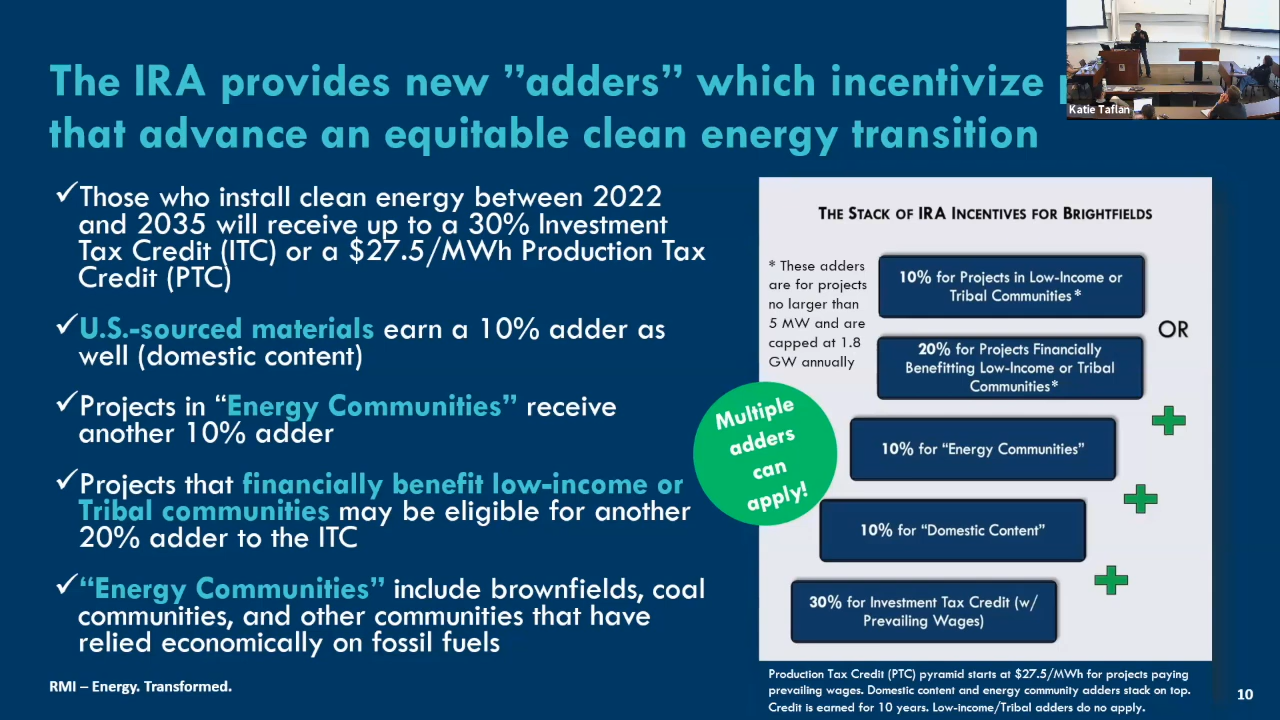 The IRA provides new ”adders” which incentivize
that advance an equitable clean energy transition
Katie Taflan
✓Those who install clean energy between 2022
and 2035 will receive up to a 30% Investment
Tax Credit (ITC) or a $27.5/MWh Production Tax
Credit (PTC)
✓U.S.-sourced materials earn a 10% adder as
well (domestic content)
✓Projects in “Energy Communities” receive
another 10% adder
✓Projects that financially benefit low-income or
Tribal communities may be eligible for another
20% adder to the ITC
✓“Energy Communities” include brownfields, coal
communities, and other communities that have
relied economically on fossil fuels
RMI – Energy. Transformed.
Multiple
adders
can
apply!
The Stack of IRA Incentives for Brightfields
* These adders
are for projects
no larger than
5 MW and are
capped at 1.8
GW annually
10% for Projects in Low-Income or
Tribal Communities*
OR
20% for Projects Financially
Benefitting Low-Income or Tribal
Communities*
10% for “Energy Communities”
10% for “Domestic Content”
30% for Investment Tax Credit (w/
Prevailing Wages)
Production Tax Credit (PTC) pyramid starts at $27.5/MWh for projects paying
prevailing wages. Domestic content and energy community adders stack on top.
Credit is earned for 10 years. Low-income/Tribal adders do no apply.
10